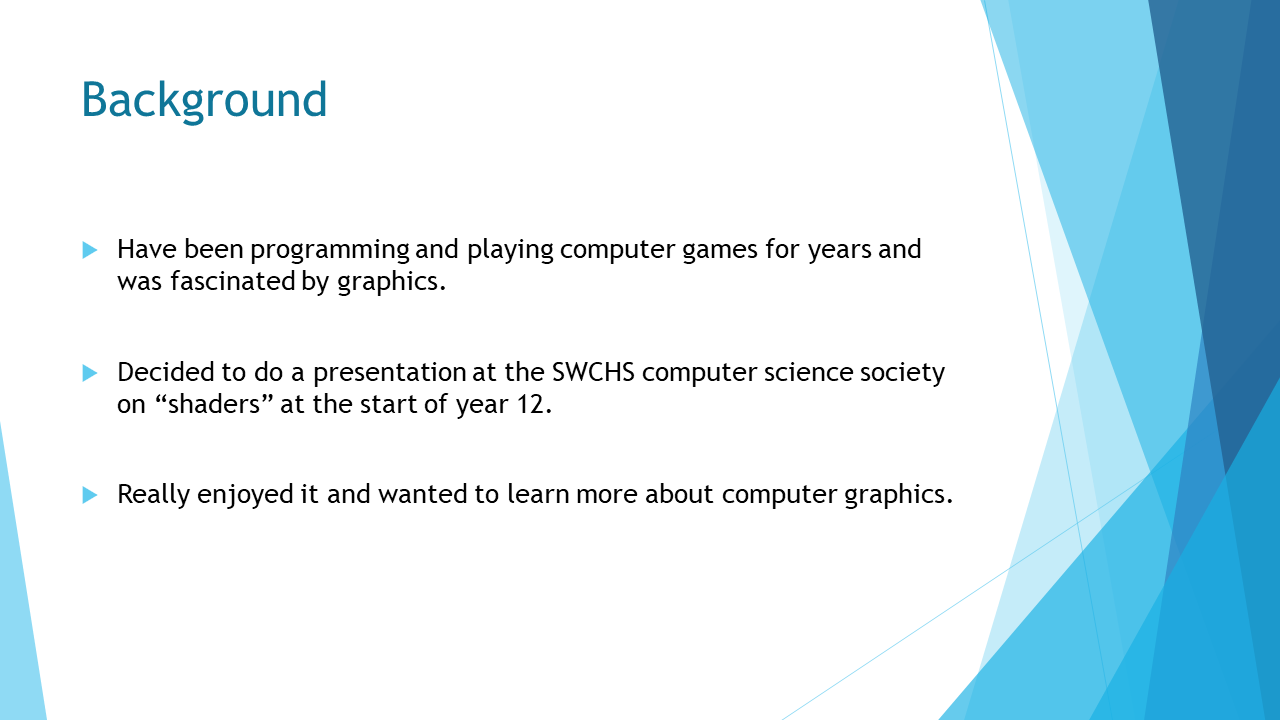 Background
Have been programming and playing computer games for years and
was fascinated by graphics.
Decided to do a presentation at the SWCHS computer science society
on “shaders” at the start of year 12.
Really enjoyed it and wanted to learn more about computer graphics.